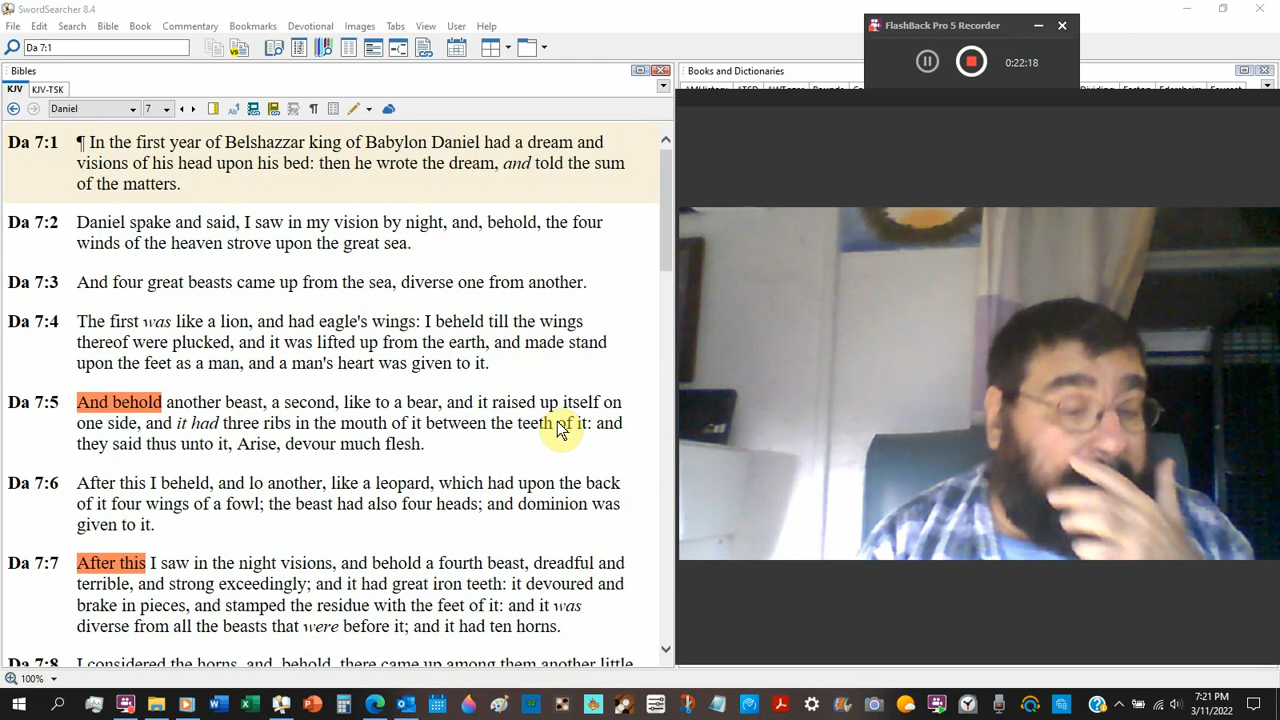 SwordSearcher 8.4
FlashBack Pro 5 Recorder
File Edit Search Bible Book Commentary Bookmarks Devotional Images Tabs View User Help
Da 7:1
0:22:18
Bibles
Books and Dictionaries
KJV KJV-TSK
Daniel 7
Da 7:1 ¶ In the first year of Belshazzar king of Babylon Daniel had a dream and
visions of his head upon his bed: then he wrote the dream, and told the sum
of the matters.
Da 7:2 Daniel spake and said, I saw in my vision by night, and, behold, the four
winds of the heaven strove upon the great sea.
Da 7:3 And four great beasts came up from the sea, diverse one from another.
Da 7:4 The first was like a lion, and had eagle's wings: I beheld till the wings
thereof were plucked, and it was lifted up from the earth, and made stand
upon the feet as a man, and a man's heart was given to it.
Da 7:5 And behold another beast, a second, like to a bear, and it raised up itself on
one side, and it had three ribs in the mouth of it between the teeth of it: and
they said thus unto it, Arise, devour much flesh.
Da 7:6 After this I beheld, and lo another, like a leopard, which had upon the back
of it four wings of a fowl; the beast had also four heads; and dominion was
given to it.
Da 7:7 After this I saw in the night visions, and behold a fourth beast, dreadful and
terrible, and strong exceedingly; and it had great iron teeth: it devoured and
brake in pieces, and stamped the residue with the feet of it: and it was
diverse from all the beasts that were before it; and it had ten horns.
Da 7:8 I considered the horns, and, behold, there came up among them another little
100%
7:21 PM
3/11/2022